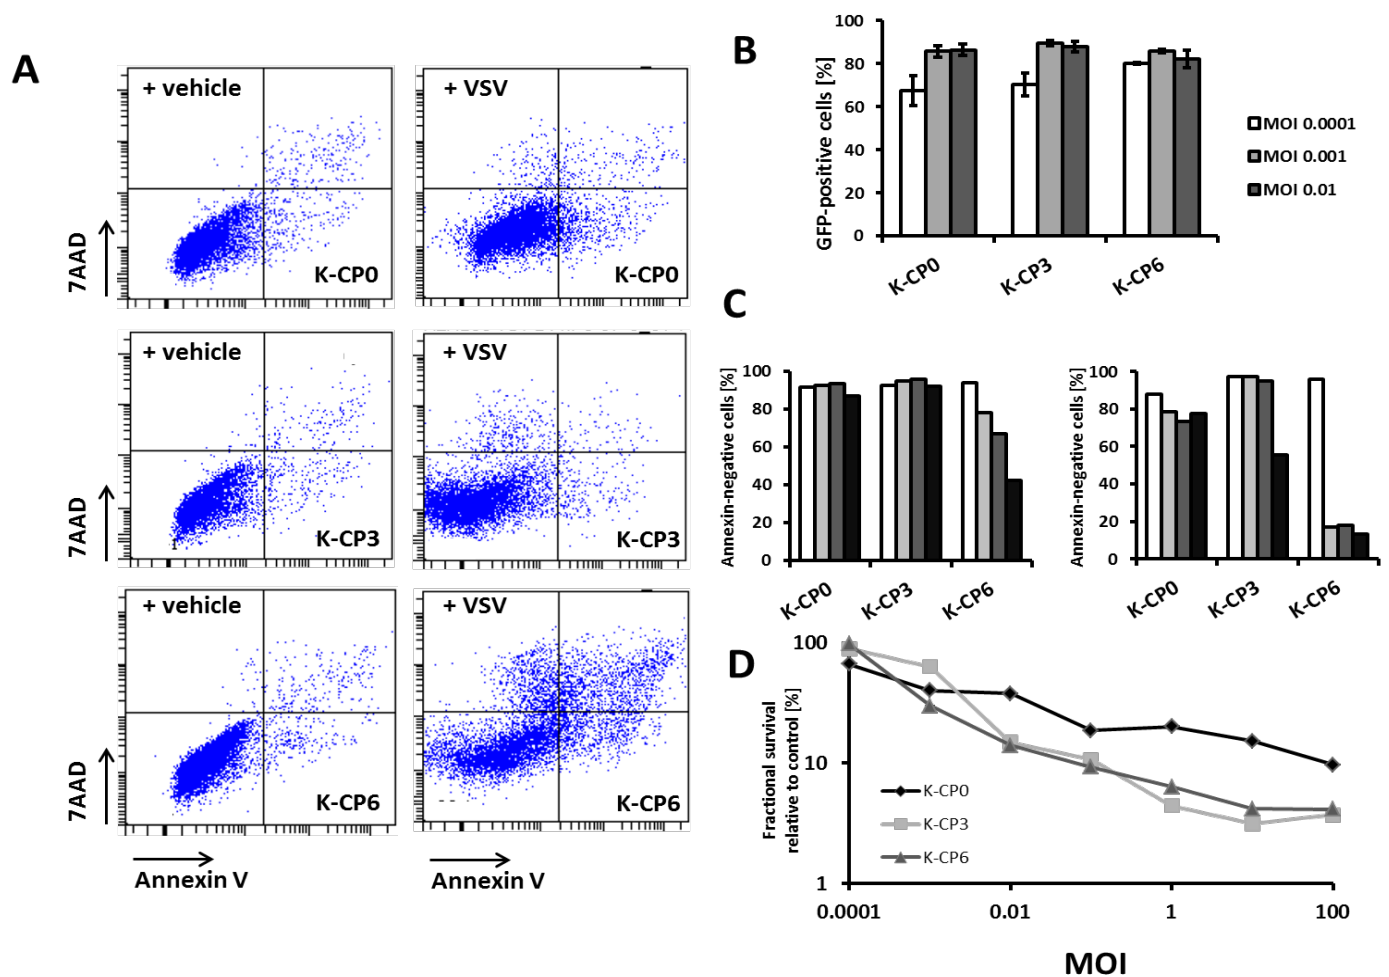 A
+ vehicle
+ VSV
7AAD
K-CP0
K-CP0
+ vehicle
+ VSV
7AAD
K-CP3
K-CP3
+ vehicle
+ VSV
7AAD
K-CP6
K-CP6
Annexin V
Annexin V
B
GFP-positive cells [%]
100
80
60
40
20
0
K-CP0
K-CP3
K-CP6
MOI 0.0001
MOI 0.001
MOI 0.01
C
Annexin-negative cells [%]
100
80
60
40
20
0
K-CP0
K-CP3
K-CP6
Annexin-negative cells [%]
100
80
60
40
20
0
K-CP0
K-CP3
K-CP6
D
Fractional survival
relative to control [%]
100
10
1
K-CP0
K-CP3
K-CP6
0.0001
0.01
1
100
MOI